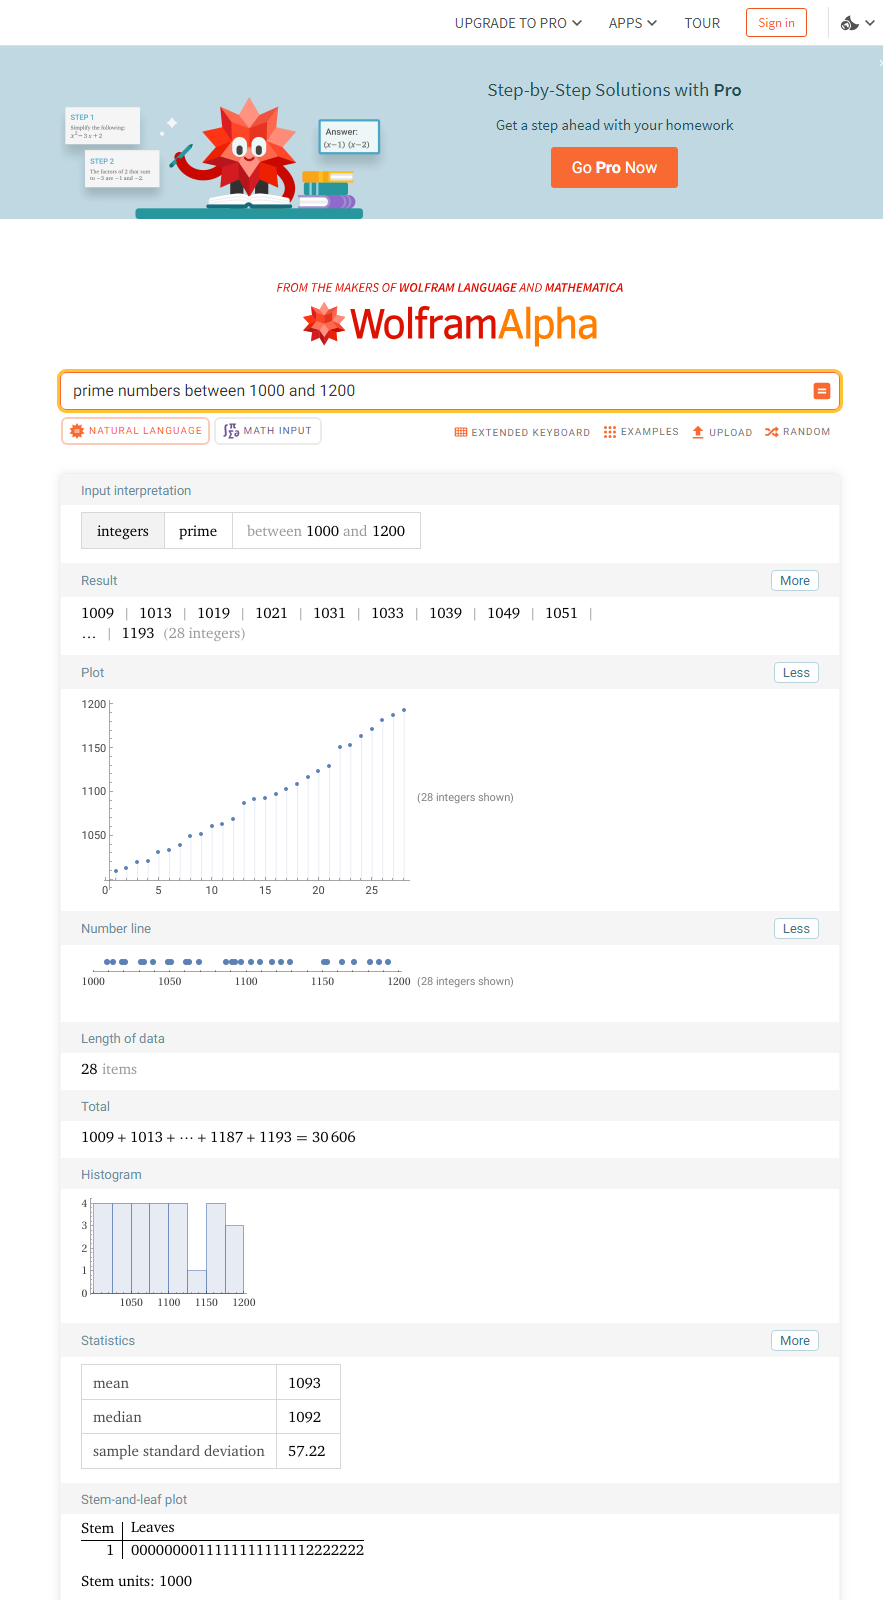 UPGRADE TO PRO APPS TOUR Sign in
Step-by-Step Solutions with Pro
Get a step ahead with your homework
Go Pro Now
STEP 1
Simplify the following:
x² − 3 x + 2
STEP 2
The factors of 2 that sum
to −3 are −1 and −2.
Answer:
(x−1) (x−2)
FROM THE MAKERS OF WOLFRAM LANGUAGE AND MATHEMATICA
WolframAlpha
prime numbers between 1000 and 1200
NATURAL LANGUAGE MATH INPUT EXTENDED KEYBOARD EXAMPLES UPLOAD RANDOM
Input interpretation
integers prime between 1000 and 1200
Result More
1009 | 1013 | 1019 | 1021 | 1031 | 1033 | 1039 | 1049 | 1051 |
… | 1193 (28 integers)
Plot Less
1200
1150
1100
1050
(28 integers shown)
0 5 10 15 20 25
Number line Less
1000 1050 1100 1150 1200 (28 integers shown)
Length of data
28 items
Total
1009 + 1013 + ⋯ + 1187 + 1193 = 30 606
Histogram
4
3
2
1
0
1050 1100 1150 1200
Statistics More
mean 1093
median 1092
sample standard deviation 57.22
Stem-and-leaf plot
Stem Leaves
Stem units: 1000